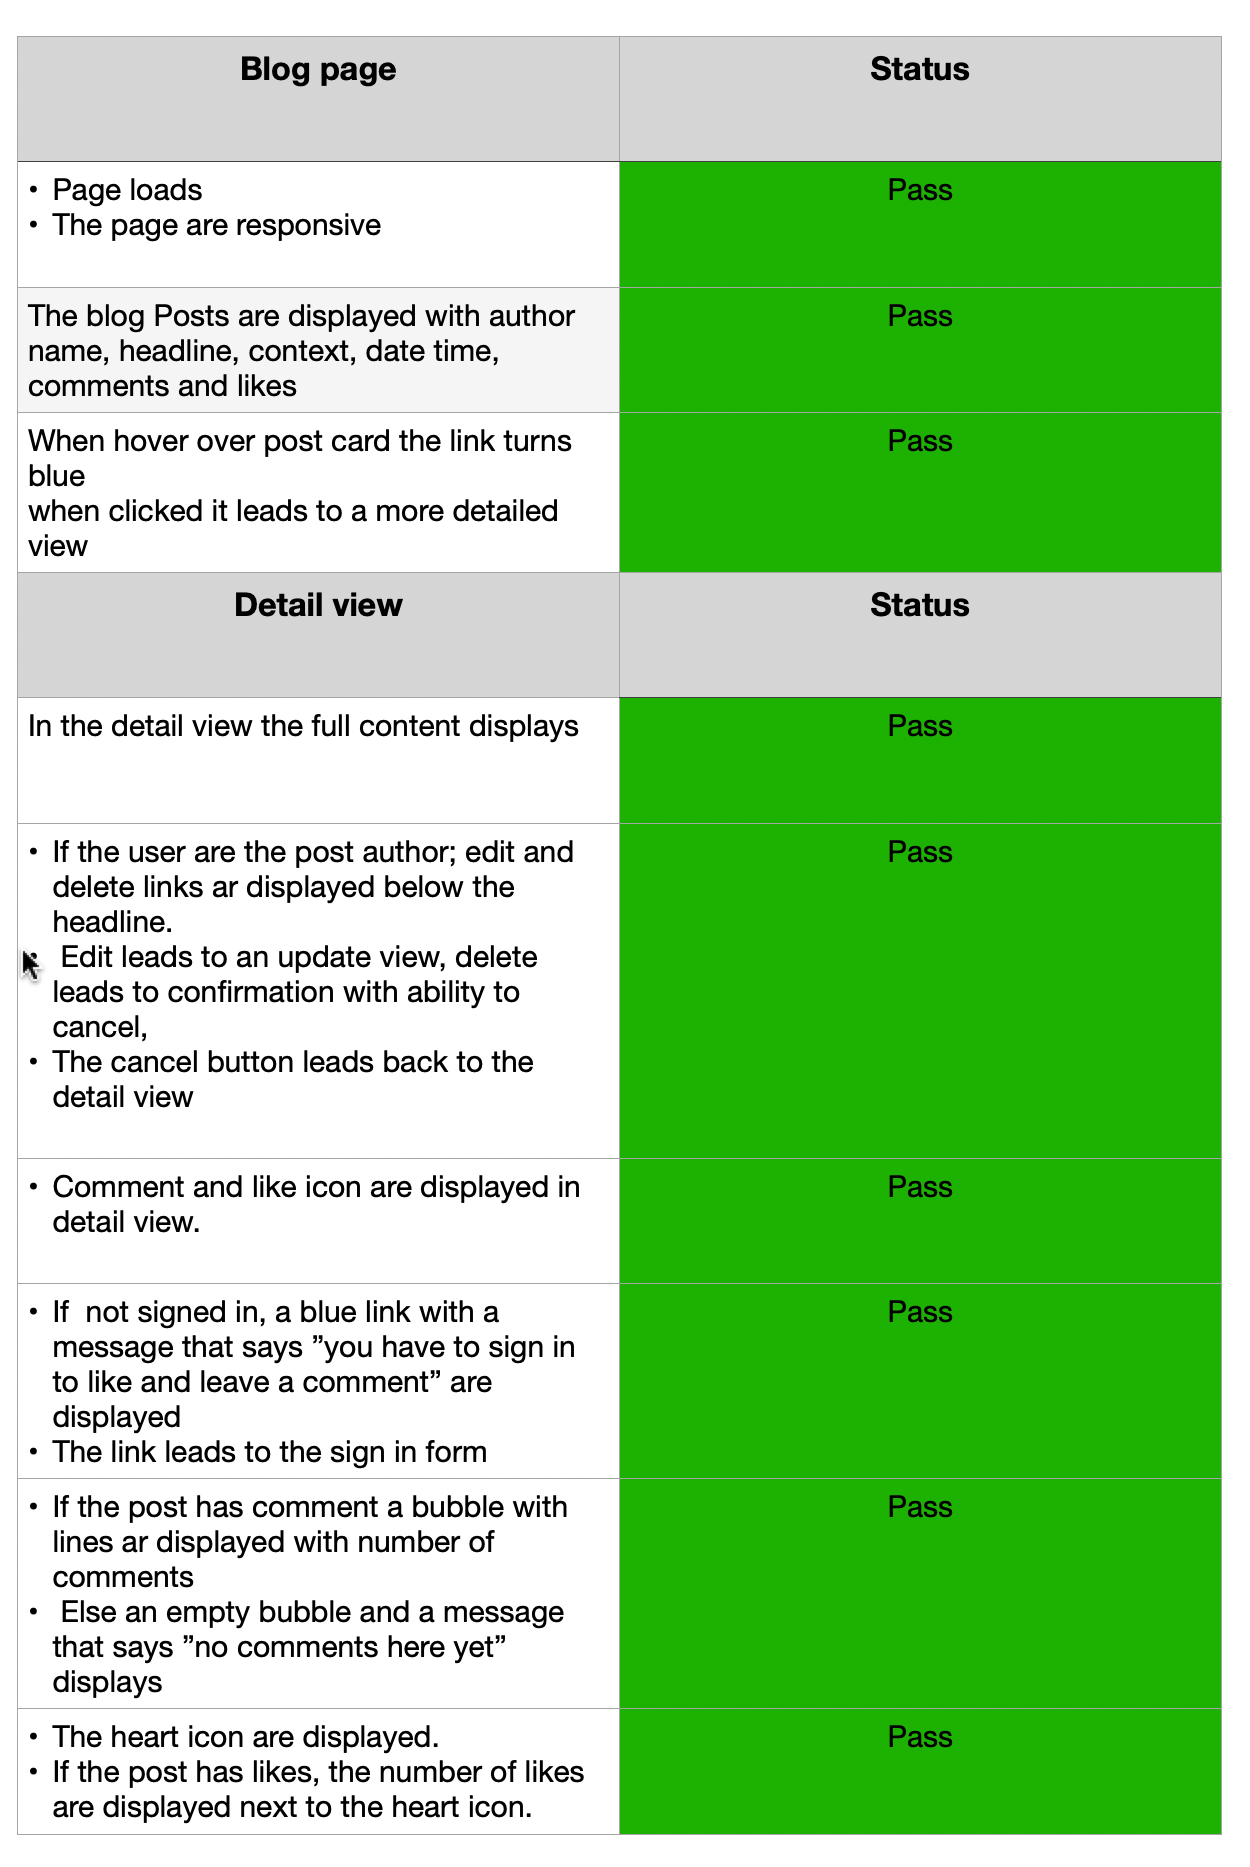 Blog page
Status
• Page loads
• The page are responsive
Pass
The blog Posts are displayed with author
name, headline, context, date time,
comments and likes
Pass
When hover over post card the link turns
blue
when clicked it leads to a more detailed
view
Pass
Detail view
Status
In the detail view the full content displays
Pass
• If the user are the post author; edit and
delete links ar displayed below the
headline.
• Edit leads to an update view, delete
leads to confirmation with ability to
cancel,
• The cancel button leads back to the
detail view
Pass
• Comment and like icon are displayed in
detail view.
Pass
• If  not signed in, a blue link with a
message that says ”you have to sign in
to like and leave a comment” are
displayed
• The link leads to the sign in form
Pass
• If the post has comment a bubble with
lines ar displayed with number of
comments
• Else an empty bubble and a message
that says ”no comments here yet”
displays
Pass
• The heart icon are displayed.
• If the post has likes, the number of likes
are displayed next to the heart icon.
Pass